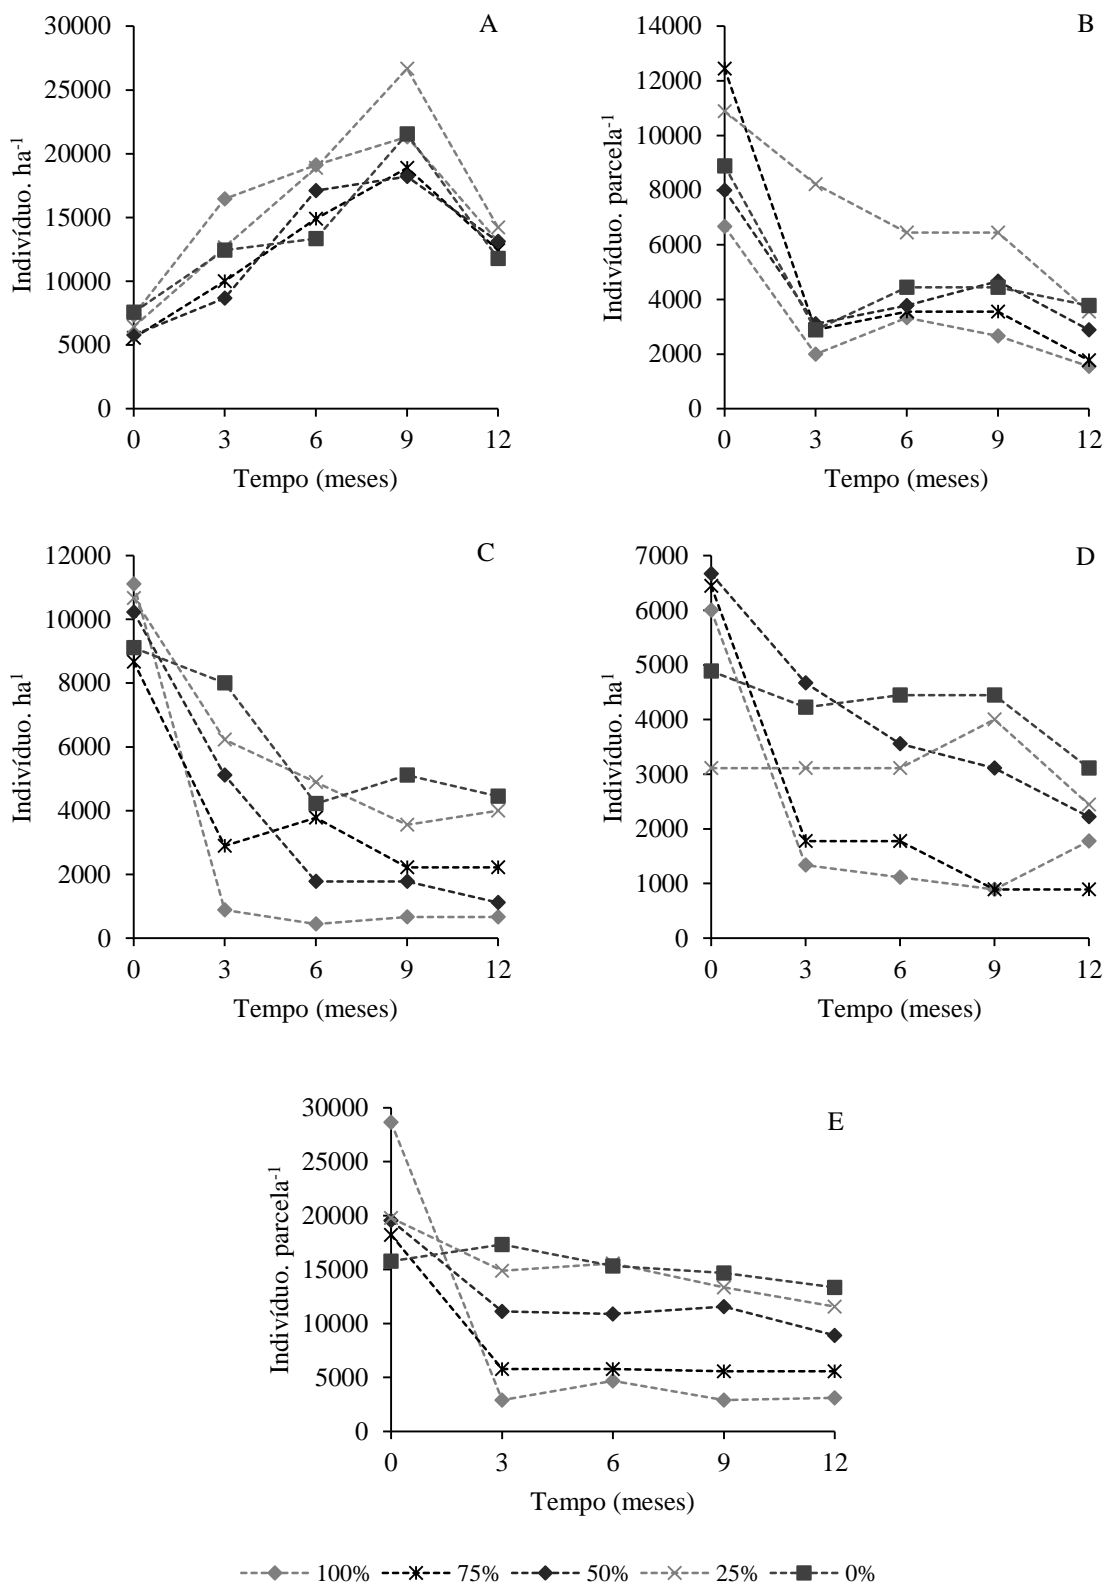 A
Indivíduo. ha-1
30000
25000
20000
15000
10000
5000
0
0 3 6 9 12
Tempo (meses)
B
Indivíduo. parcela-1
14000
12000
10000
8000
6000
4000
2000
0
0 3 6 9 12
Tempo (meses)
C
Indivíduo. ha1
12000
10000
8000
6000
4000
2000
0
0 3 6 9 12
Tempo (meses)
D
Indivíduo. ha1
7000
6000
5000
4000
3000
2000
1000
0
0 3 6 9 12
Tempo (meses)
E
Indivíduo. parcela-1
30000
25000
20000
15000
10000
5000
0
0 3 6 9 12
Tempo (meses)
100% 75% 50% 25% 0%